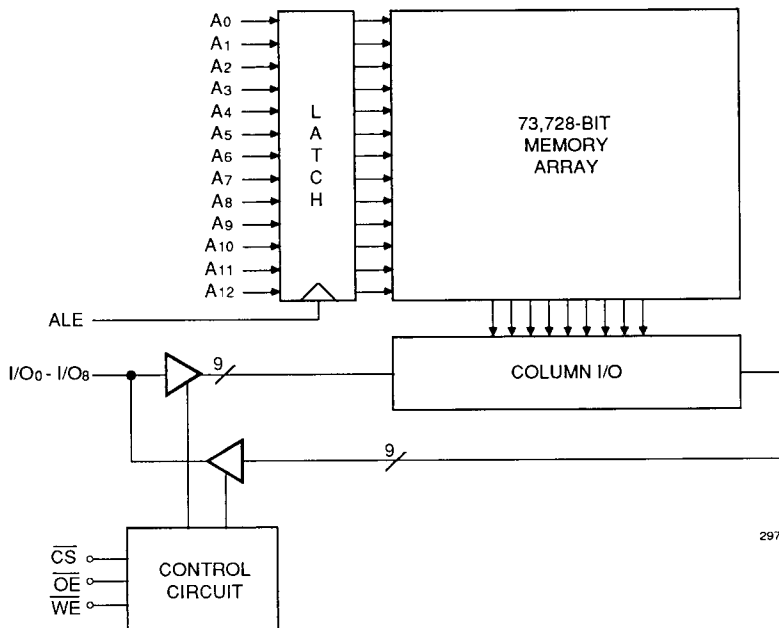 A0
A1
A2
A3
A4
A5
A6
A7
A8
A9
A10
A11
A12
LATCH
73,728-BIT
MEMORY
ARRAY
ALE
I/O0 - I/O8
9
COLUMN I/O
9
297
CS
OE
WE
CONTROL
CIRCUIT